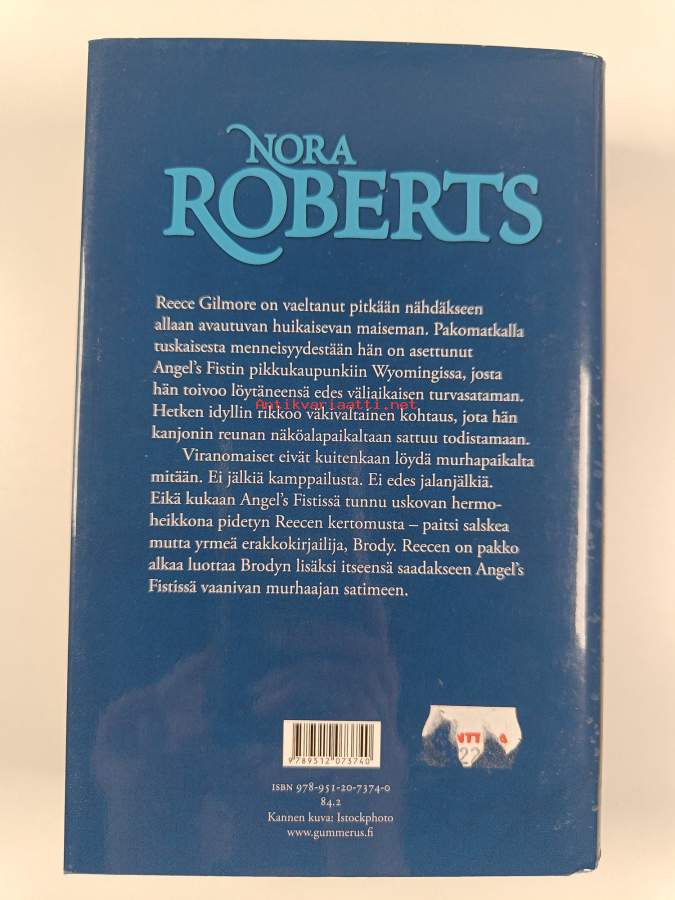 NORA
ROBERTS
Reece Gilmore on vaeltanut pitkään nähdäkseen
allaan avautuvan huikaisevan maiseman. Pakomatkalla
tuskaisesta menneisyydestään hän on asettunut
Angel's Fistin pikkukaupunkiin Wyomingissa, josta
hän toivoo löytäneensä edes väliaikaisen turvasataman.
Antikvariaatti.net
Hetken idyllin rikkoo väkivaltainen kohtaus, jota hän
kanjonin reunan näköalapaikaltaan sattuu todistamaan.
Viranomaiset eivät kuitenkaan löydä murhapaikalta
mitään. Ei jälkiä kamppailusta. Ei edes jalanjälkiä.
Eikä kukaan Angel's Fistissä tunnu uskovan hermo-
heikkona pidetyn Reecen kertomusta – paitsi salskea
mutta yrmeä erakkokirjailija, Brody. Reecen on pakko
alkaa luottaa Brodyn lisäksi itseensä saadakseen Angel's
Fistissä vaanivan murhaajan satimeen.
9 789512 073740
ISBN 978-951-20-7374-0
84.2
Kannen kuva: Istockphoto
www.gummerus.fi